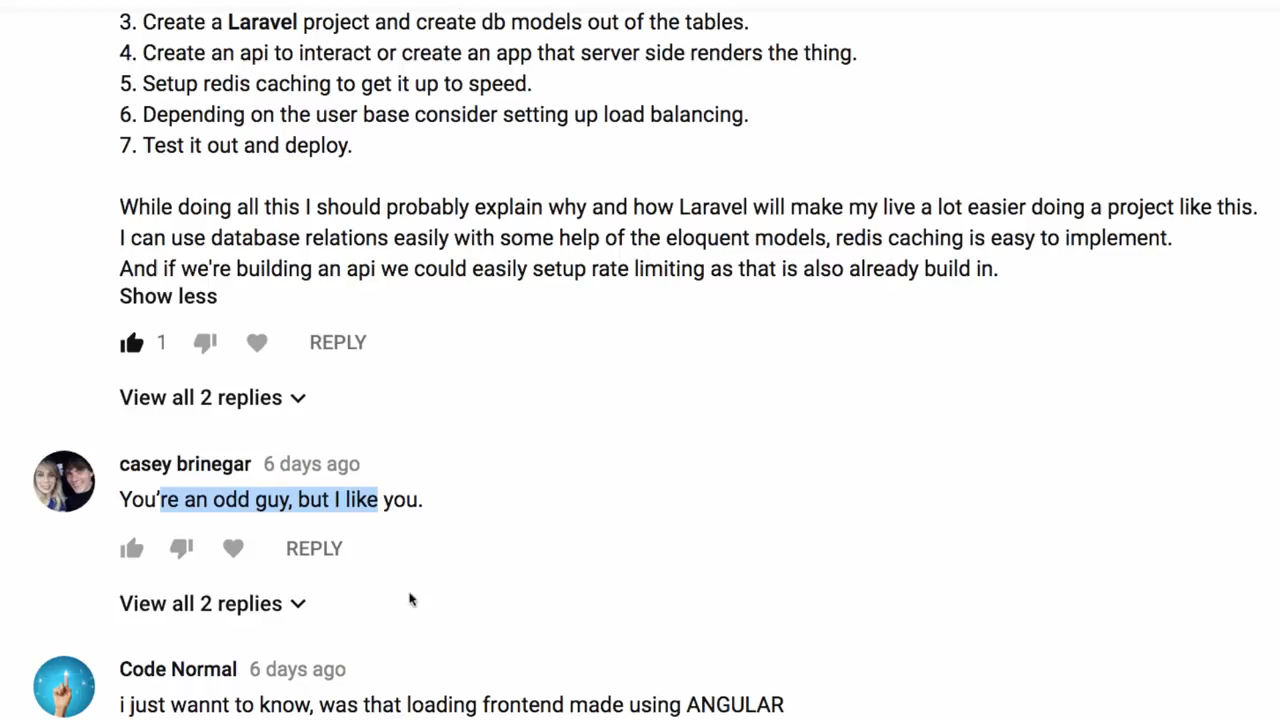 3. Create a Laravel project and create db models out of the tables.
4. Create an api to interact or create an app that server side renders the thing.
5. Setup redis caching to get it up to speed.
6. Depending on the user base consider setting up load balancing.
7. Test it out and deploy.
While doing all this I should probably explain why and how Laravel will make my live a lot easier doing a project like this.
I can use database relations easily with some help of the eloquent models, redis caching is easy to implement.
And if we're building an api we could easily setup rate limiting as that is also already build in.
Show less
1 REPLY
View all 2 replies
casey brinegar 6 days ago
You're an odd guy, but I like you.
REPLY
View all 2 replies
Code Normal 6 days ago
i just wannt to know, was that loading frontend made using ANGULAR